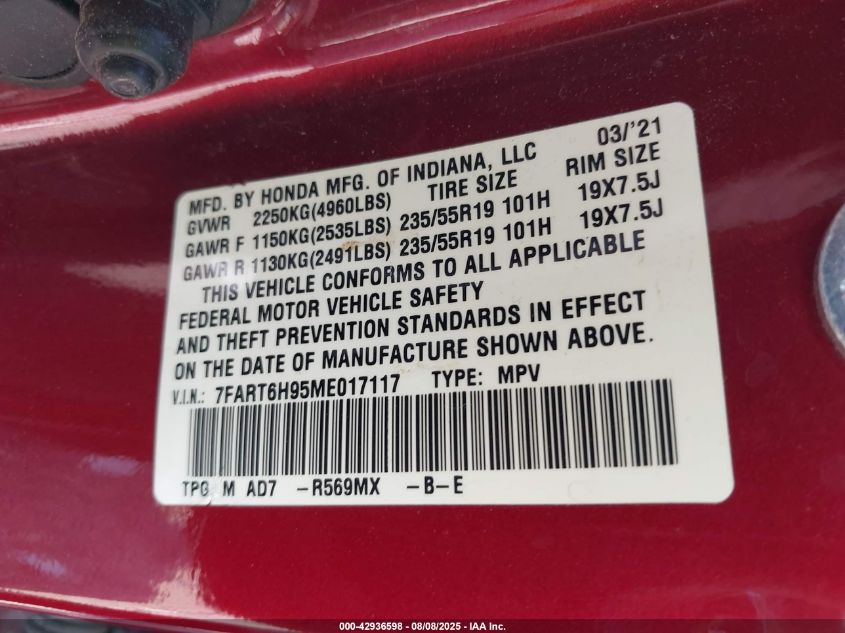 MFD. BY HONDA MFG. OF INDIANA, LLC 03/'21
GVWR 2250KG(4960LBS) TIRE SIZE RIM SIZE
GAWR F 1150KG(2535LBS) 235/55R19 101H 19X7.5J
GAWR R 1130KG(2491LBS) 235/55R19 101H 19X7.5J
THIS VEHICLE CONFORMS TO ALL APPLICABLE
FEDERAL MOTOR VEHICLE SAFETY
AND THEFT PREVENTION STANDARDS IN EFFECT
ON THE DATE OF MANUFACTURE SHOWN ABOVE.
V.I.N.: 7FART6H95ME017117 TYPE: MPV
TPG M AD7 -R569MX -B-E
000-42936598 - 08/08/2025 - IAA Inc.